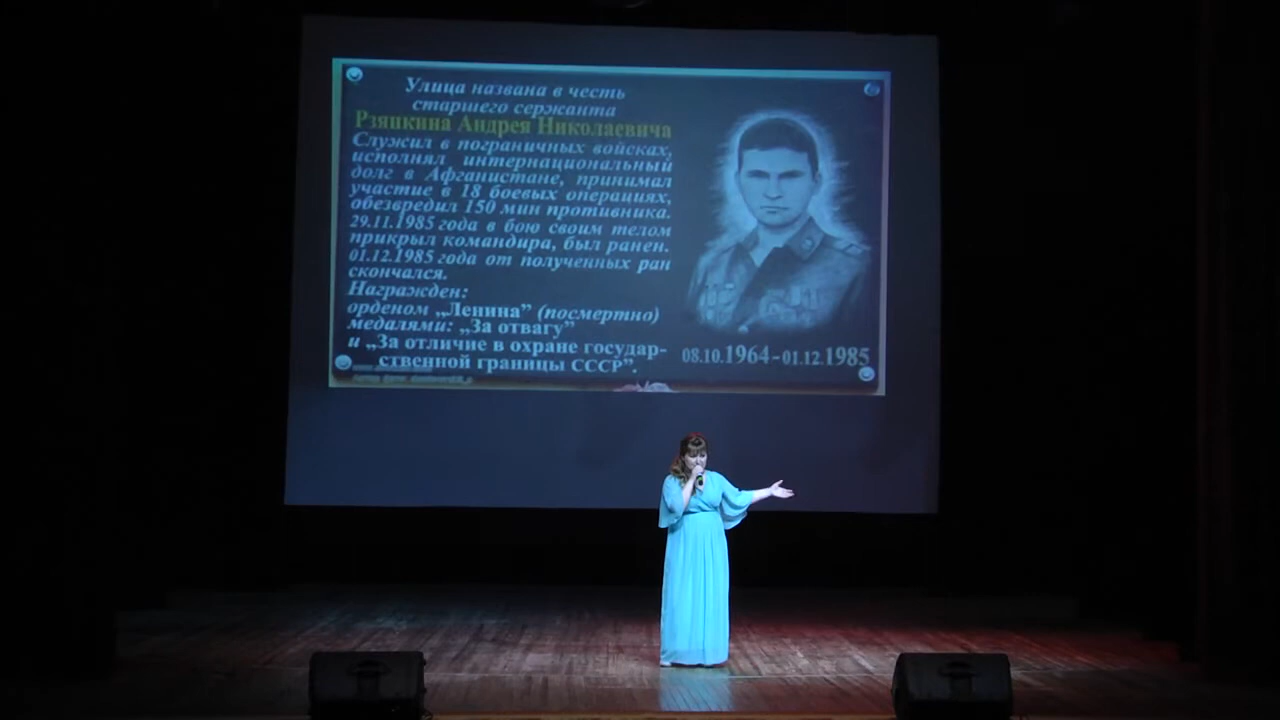 Улица названа в честь
старшего сержанта
Рзянкина Андрея Николаевича
Служил в пограничных войсках,
исполнял интернациональный
долг в Афганистане, принимал
участие в 18 боевых операциях,
обезвредил 150 мин противника.
29.11.1985 года в бою своим телом
прикрыл командира, был ранен.
01.12.1985 года от полученных ран
скончался.
Награжден:
орденом „Ленина” (посмертно)
медалями: „За отвагу”
и „За отличие в охране государ-
ственной границы СССР”.
08.10.1964-01.12.1985